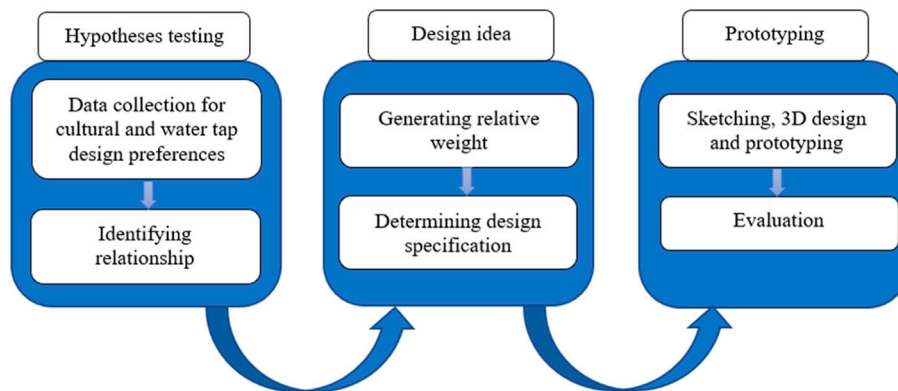 Hypotheses testing
Data collection for
cultural and water tap
design preferences
Identifying
relationship
Design idea
Generating relative
weight
Determining design
specification
Prototyping
Sketching, 3D design
and prototyping
Evaluation